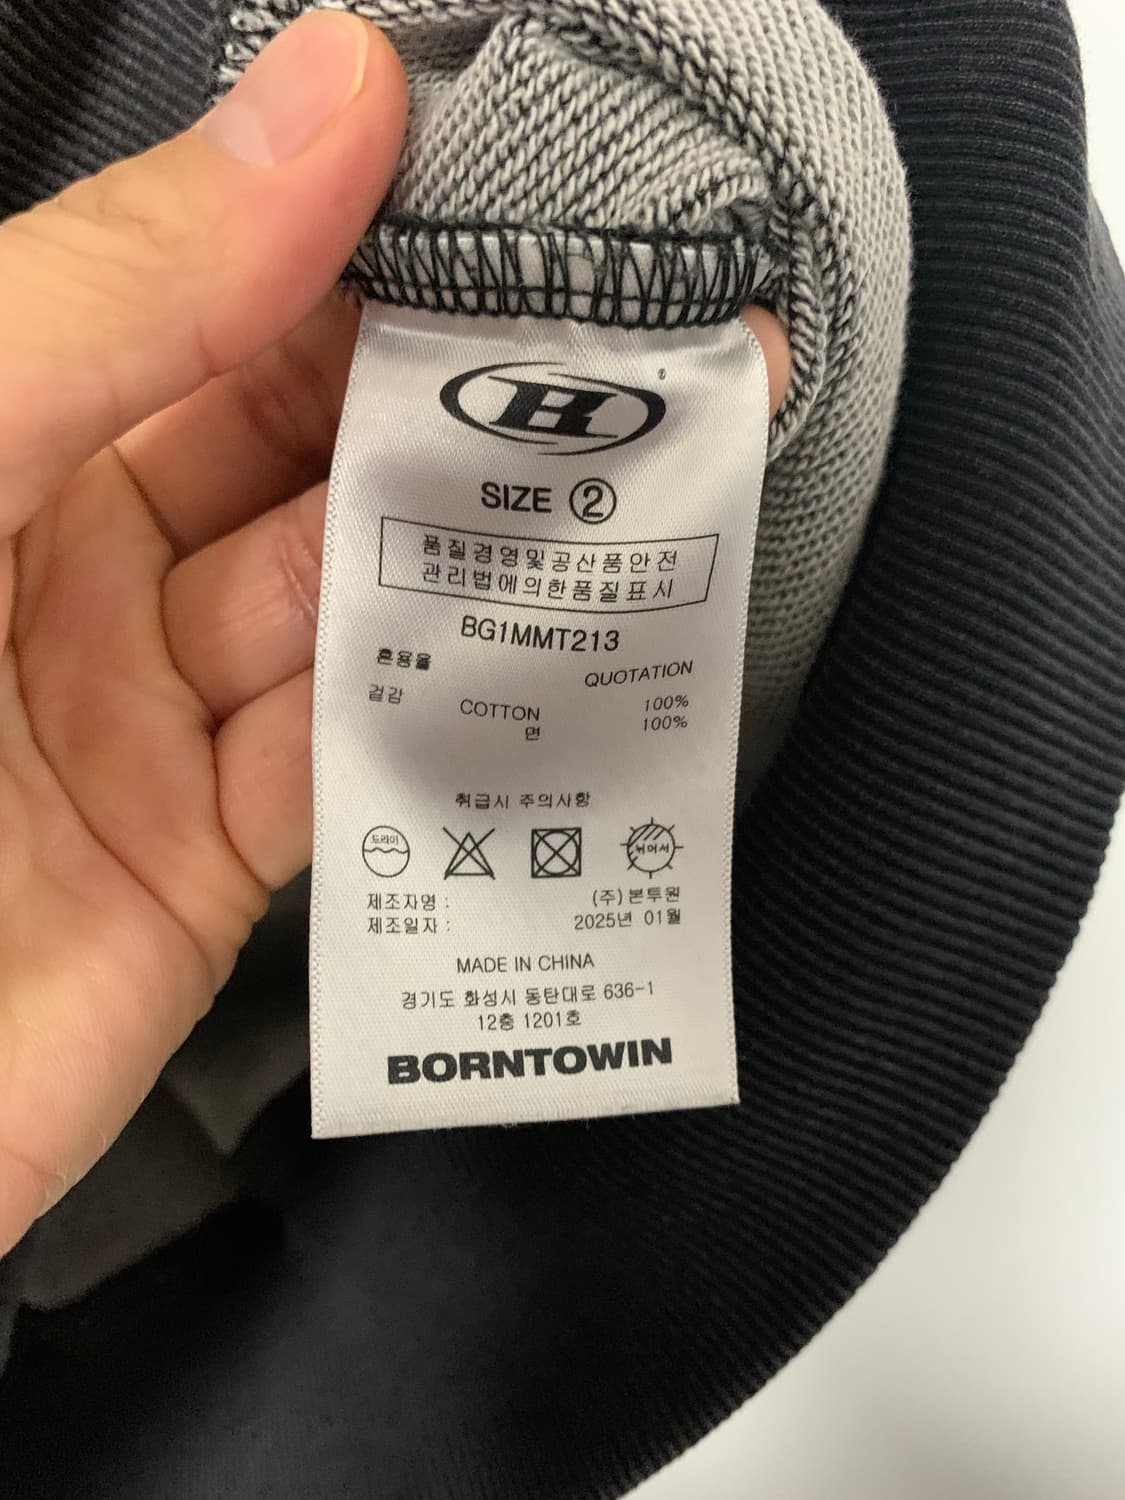 B ®
SIZE ②
품질경영및공산품안전
관리법에의한품질표시
BG1MMT213
혼용율 QUOTATION
겉감 COTTON 100%
면 100%
취급시 주의사항
드라이 뉘어서
제조자명 : (주)본투윈
제조일자 : 2025년 01월
MADE IN CHINA
경기도 화성시 동탄대로 636-1
12층 1201호
BORNTOWIN